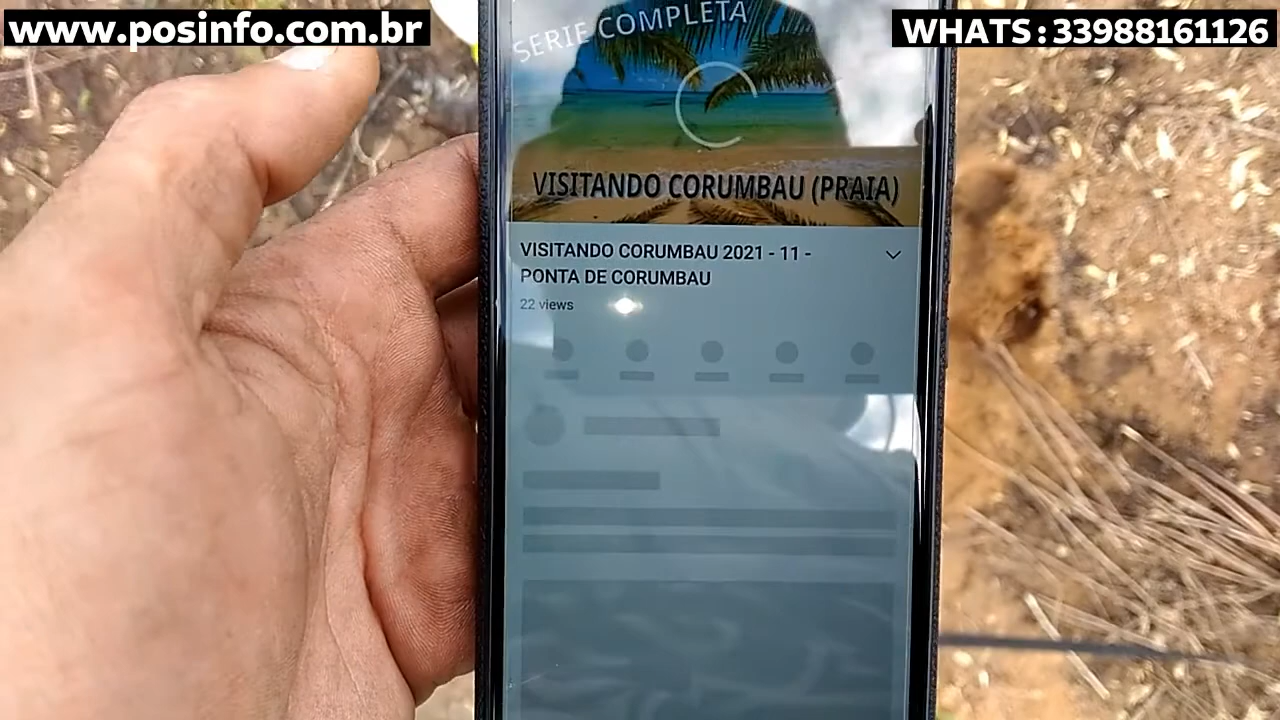 www.posinfo.com.br
WHATS : 33988161126
SERIE COMPLETA
VISITANDO CORUMBAU (PRAIA)
VISITANDO CORUMBAU 2021 - 11 -
PONTA DE CORUMBAU
22 views